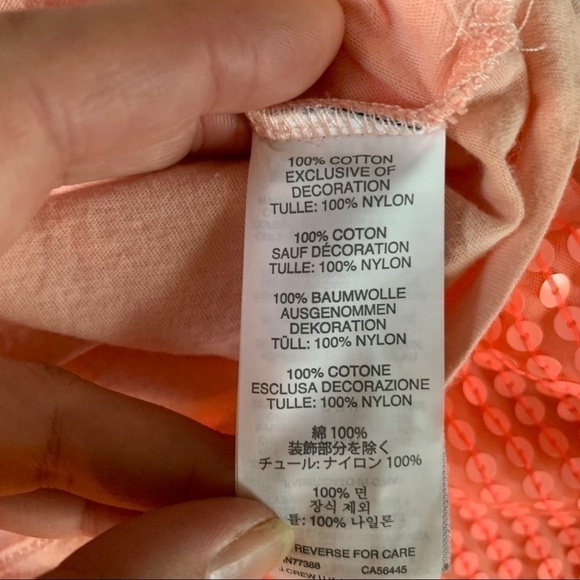 100% COTTON
EXCLUSIVE OF
DECORATION
TULLE: 100% NYLON
100% COTON
SAUF DÉCORATION
TULLE: 100% NYLON
100% BAUMWOLLE
AUSGENOMMEN
DEKORATION
TÜLL: 100% NYLON
100% COTONE
ESCLUSA DECORAZIONE
TULLE: 100% NYLON
綿 100%
装飾部分を除く
チュール: ナイロン 100%
100% 면
장식 제외
튤: 100% 나일론
REVERSE FOR CARE
N77388 CA56445
CREW